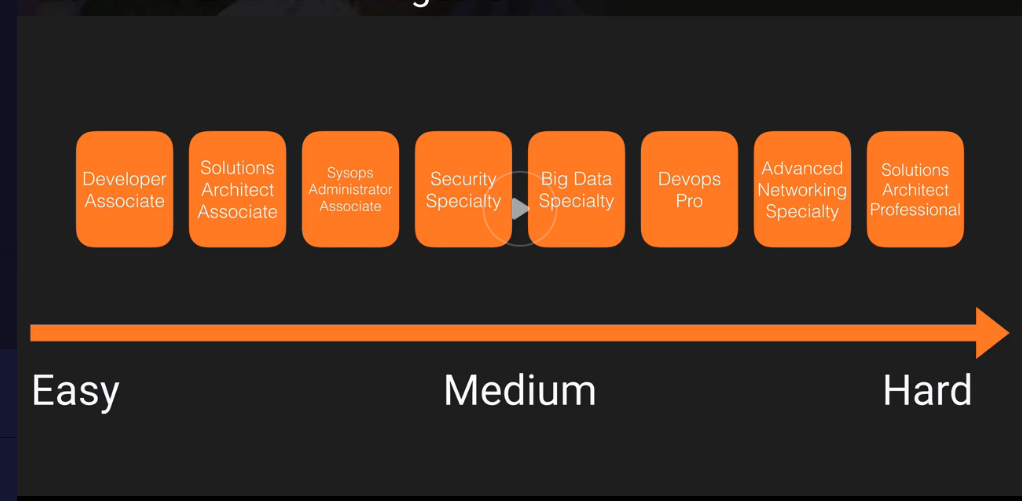 Developer
Associate
Solutions
Architect
Associate
Sysops
Administrator
Associate
Security
Specialty
Big Data
Specialty
Devops
Pro
Advanced
Networking
Specialty
Solutions
Architect
Professional
Easy
Medium
Hard